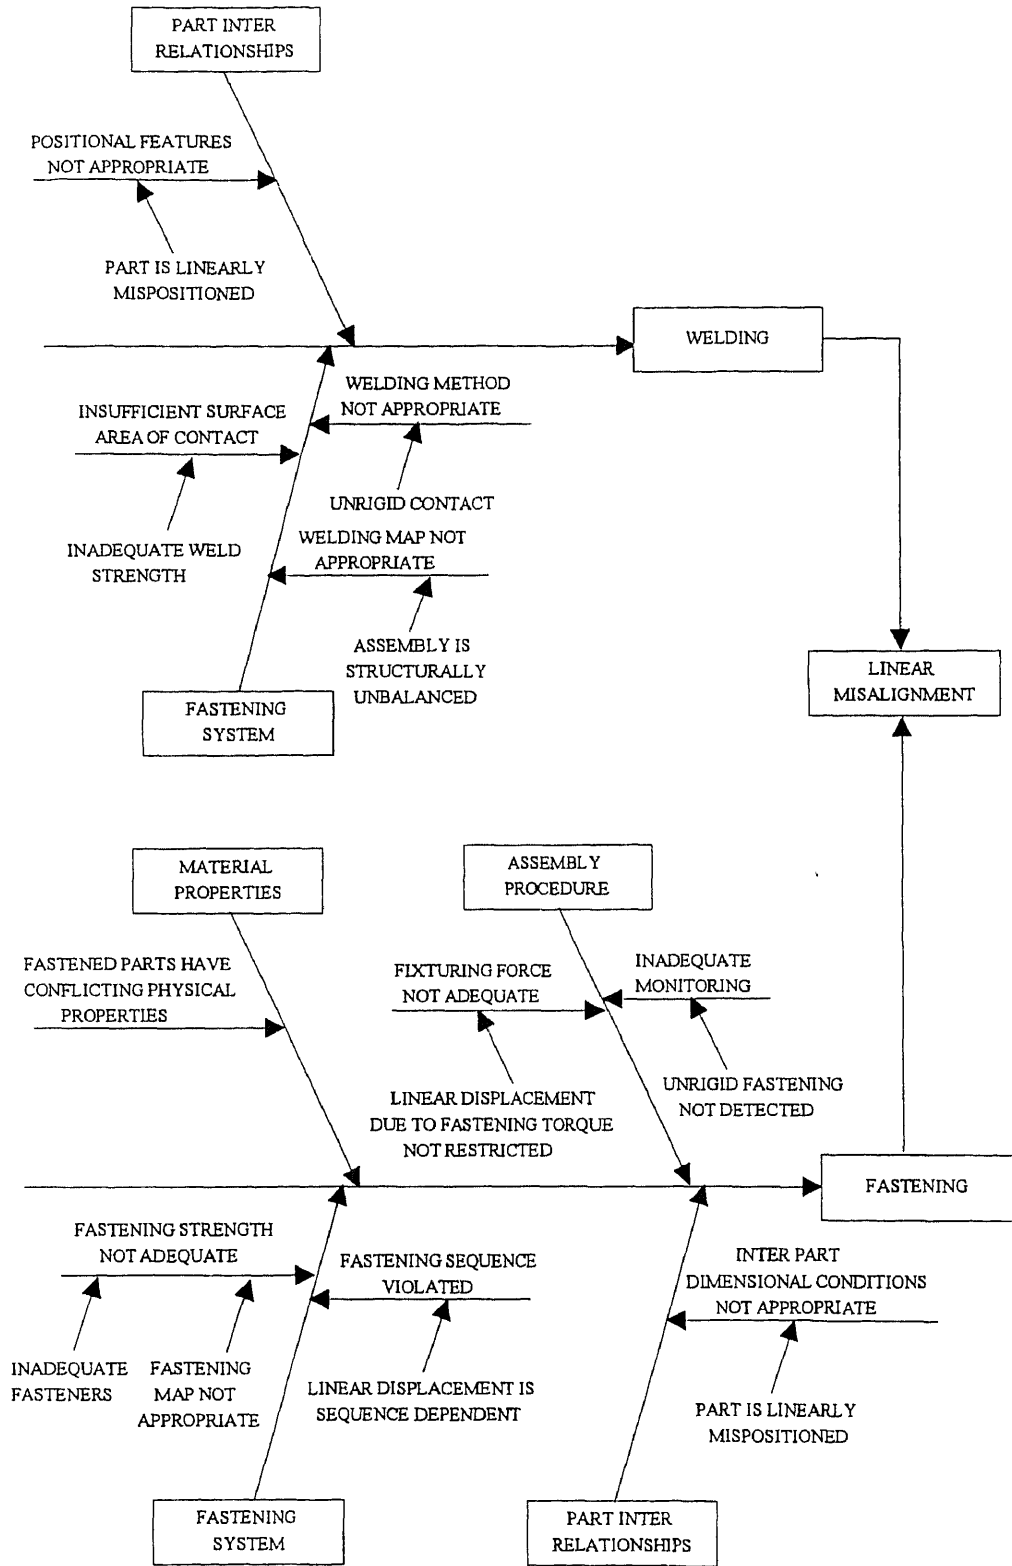 PART INTER
RELATIONSHIPS
POSITIONAL FEATURES
NOT APPROPRIATE
PART IS LINEARLY
MISPOSITIONED
WELDING
WELDING METHOD
NOT APPROPRIATE
INSUFFICIENT SURFACE
AREA OF CONTACT
UNRIGID CONTACT
WELDING MAP NOT
APPROPRIATE
INADEQUATE WELD
STRENGTH
ASSEMBLY IS
STRUCTURALLY
UNBALANCED
FASTENING
SYSTEM
LINEAR
MISALIGNMENT
MATERIAL
PROPERTIES
ASSEMBLY
PROCEDURE
FASTENED PARTS HAVE
CONFLICTING PHYSICAL
PROPERTIES
FIXTURING FORCE
NOT ADEQUATE
INADEQUATE
MONITORING
LINEAR DISPLACEMENT
DUE TO FASTENING TORQUE
NOT RESTRICTED
UNRIGID FASTENING
NOT DETECTED
FASTENING
FASTENING STRENGTH
NOT ADEQUATE
FASTENING SEQUENCE
VIOLATED
INTER PART
DIMENSIONAL CONDITIONS
NOT APPROPRIATE
INADEQUATE
FASTENERS
FASTENING
MAP NOT
APPROPRIATE
LINEAR DISPLACEMENT IS
SEQUENCE DEPENDENT
PART IS LINEARLY
MISPOSITIONED
FASTENING
SYSTEM
PART INTER
RELATIONSHIPS